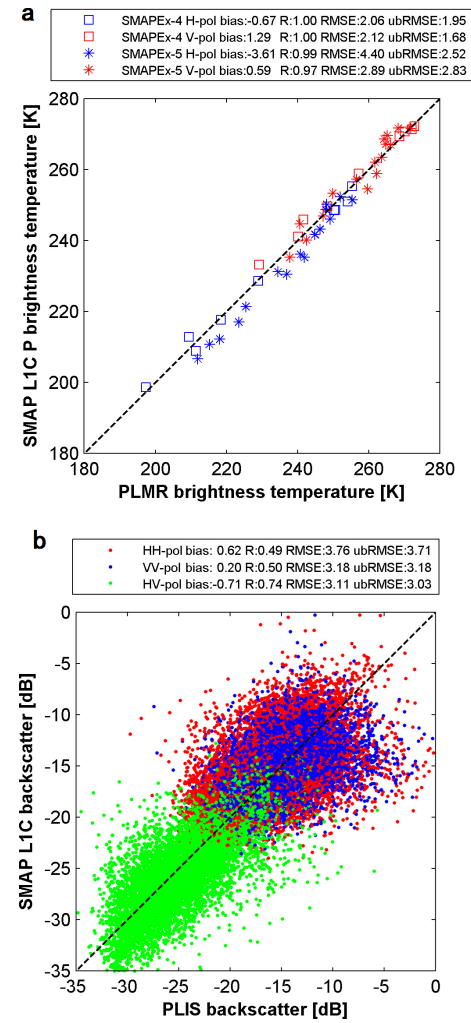 a
SMAPEx-4 H-pol bias:-0.67 R:1.00 RMSE:2.06 ubRMSE:1.95
SMAPEx-4 V-pol bias:1.29 R:1.00 RMSE:2.12 ubRMSE:1.68
SMAPEx-5 H-pol bias:-3.61 R:0.99 RMSE:4.40 ubRMSE:2.52
SMAPEx-5 V-pol bias:0.59 R:0.97 RMSE:2.89 ubRMSE:2.83
SMAP L1C P brightness temperature [K]
280
260
240
220
200
180
180 200 220 240 260 280
PLMR brightness temperature [K]
b
HH-pol bias: 0.62 R:0.49 RMSE:3.76 ubRMSE:3.71
VV-pol bias: 0.20 R:0.50 RMSE:3.18 ubRMSE:3.18
HV-pol bias:-0.71 R:0.74 RMSE:3.11 ubRMSE:3.03
SMAP L1C backscatter [dB]
0
-5
-10
-15
-20
-25
-30
-35
-35 -30 -25 -20 -15 -10 -5 0
PLIS backscatter [dB]